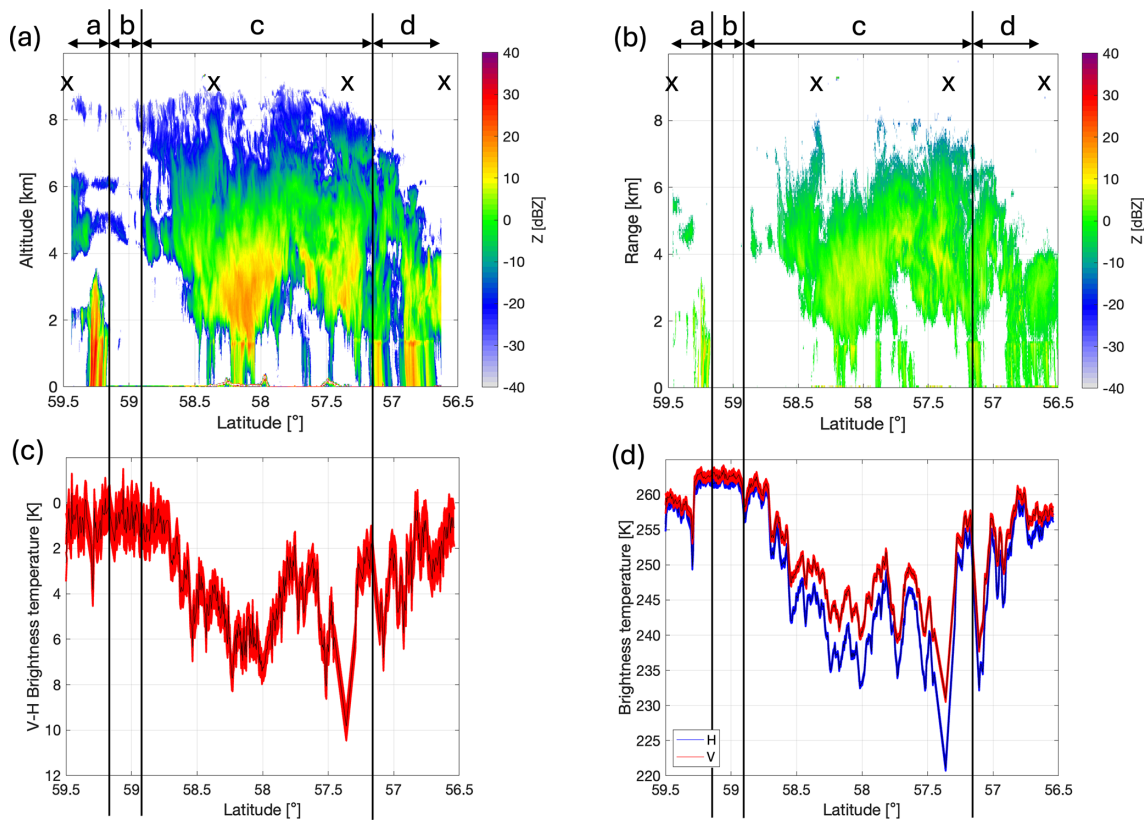 a b c d
a b c d
(a)
(b)
x x x x
x x x x
Altitude [km]
8
6
4
2
0
59.5 59 58.5 58 57.5 57 56.5
Latitude [°]
40
30
20
10
0
-10
-20
-30
-40
Z [dBZ]
Range [km]
8
6
4
2
0
59.5 59 58.5 58 57.5 57 56.5
Latitude [°]
40
30
20
10
0
-10
-20
-30
-40
Z [dBZ]
(c)
V-H Brightness temperature [K]
0
2
4
6
8
10
12
59.5 59 58.5 58 57.5 57 56.5
Latitude [°]
(d)
Brightness temperature [K]
260
255
250
245
240
235
230
225
220
H
V
59.5 59 58.5 58 57.5 57 56.5
Latitude [°]